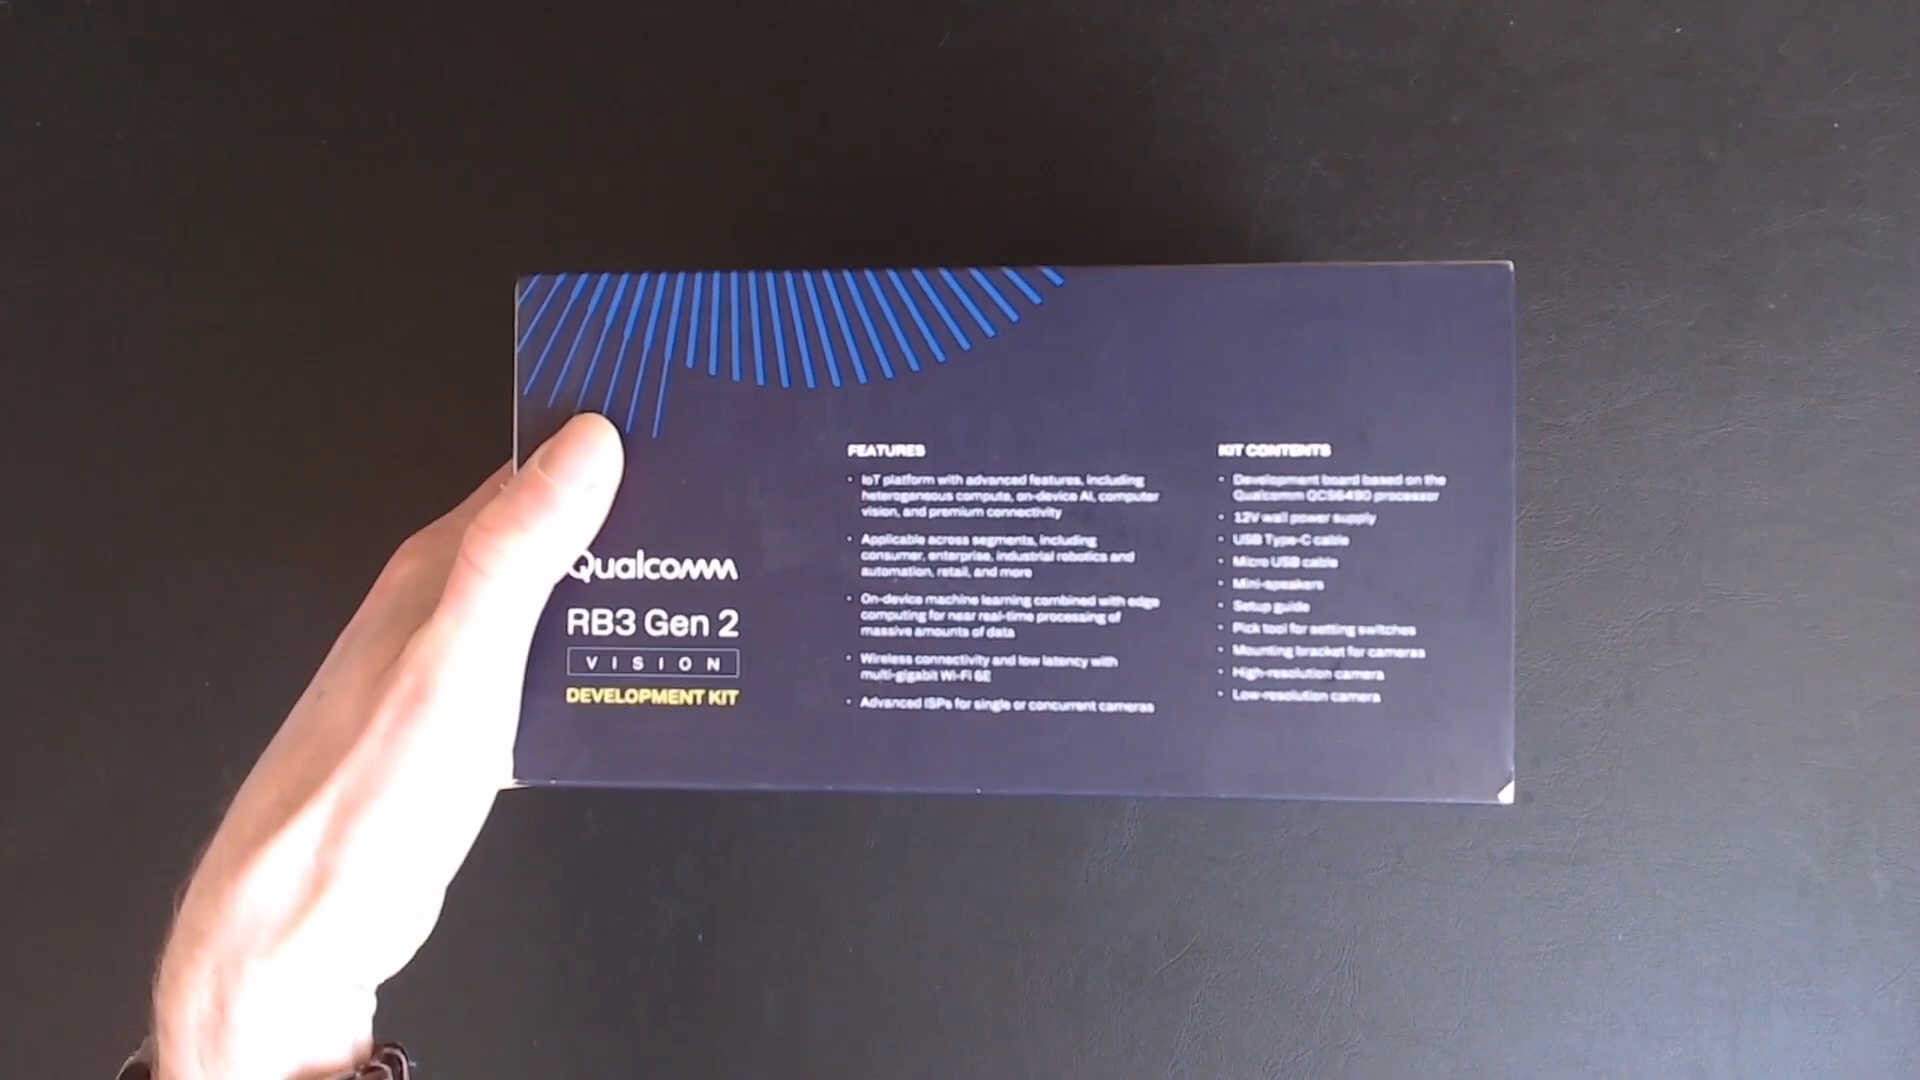 Qualcomm
RB3 Gen 2
VISION
DEVELOPMENT KIT
FEATURES
• IoT platform with advanced features, including
heterogeneous compute, on-device AI, computer
vision, and premium connectivity
• Applicable across segments, including
consumer, enterprise, industrial robotics and
automation, retail, and more
• On-device machine learning combined with edge
computing for near real-time processing of
massive amounts of data
• Wireless connectivity and low latency with
multi-gigabit Wi-Fi 6E
• Advanced ISPs for single or concurrent cameras
KIT CONTENTS
• Development board based on the
Qualcomm QCS6490 processor
• 12V wall power supply
• USB Type-C cable
• Micro USB cable
• Mini-speakers
• Setup guide
• Pick tool for setting switches
• Mounting bracket for cameras
• High-resolution camera
• Low-resolution camera